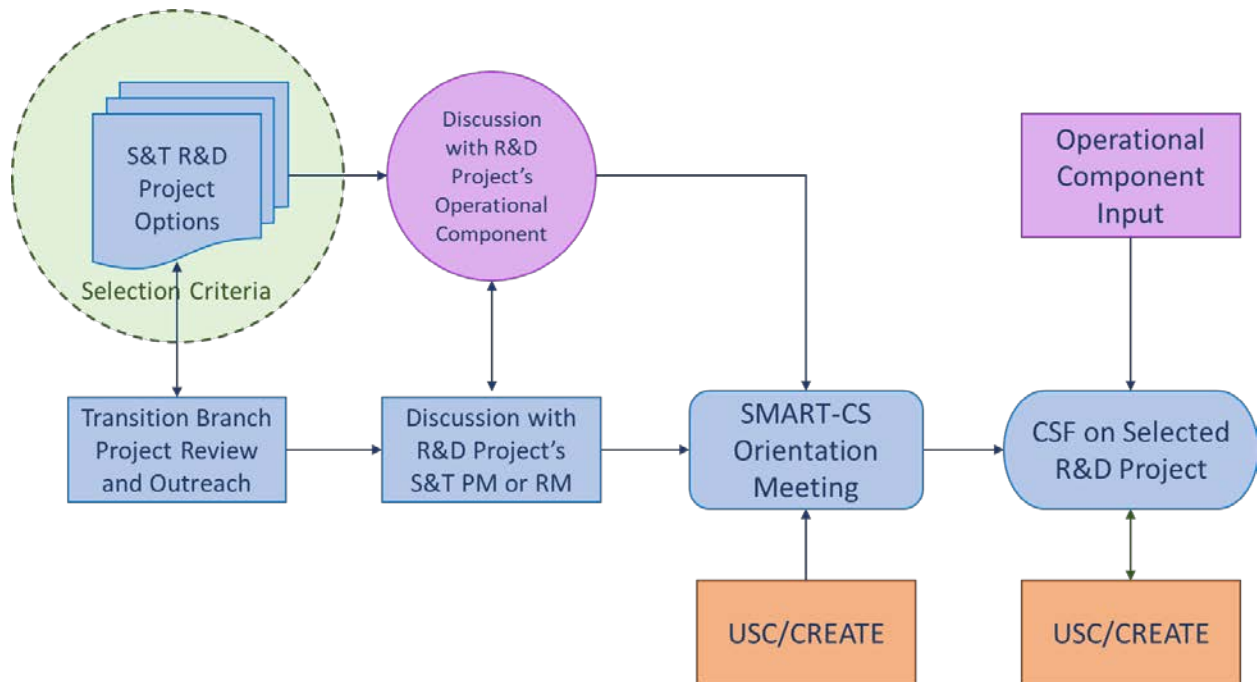 S&T R&D
Project
Options
Selection Criteria
Discussion
with R&D
Project's
Operational
Component
Operational
Component
Input
Transition Branch
Project Review
and Outreach
Discussion with
R&D Project's
S&T PM or RM
SMART-CS
Orientation
Meeting
CSF on Selected
R&D Project
USC/CREATE
USC/CREATE